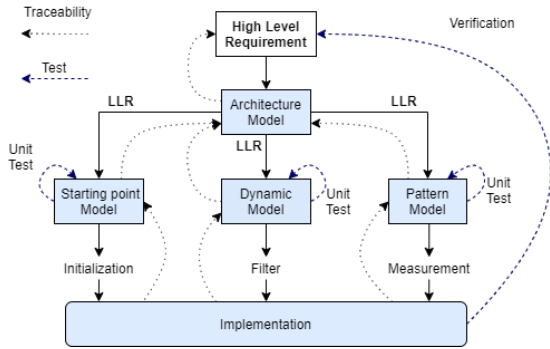 Traceability
Test
High Level
Requirement
Verification
LLR
Architecture
Model
LLR
LLR
Unit
Test
Starting point
Model
Dynamic
Model
Unit
Test
Pattern
Model
Unit
Test
Initialization
Filter
Measurement
Implementation